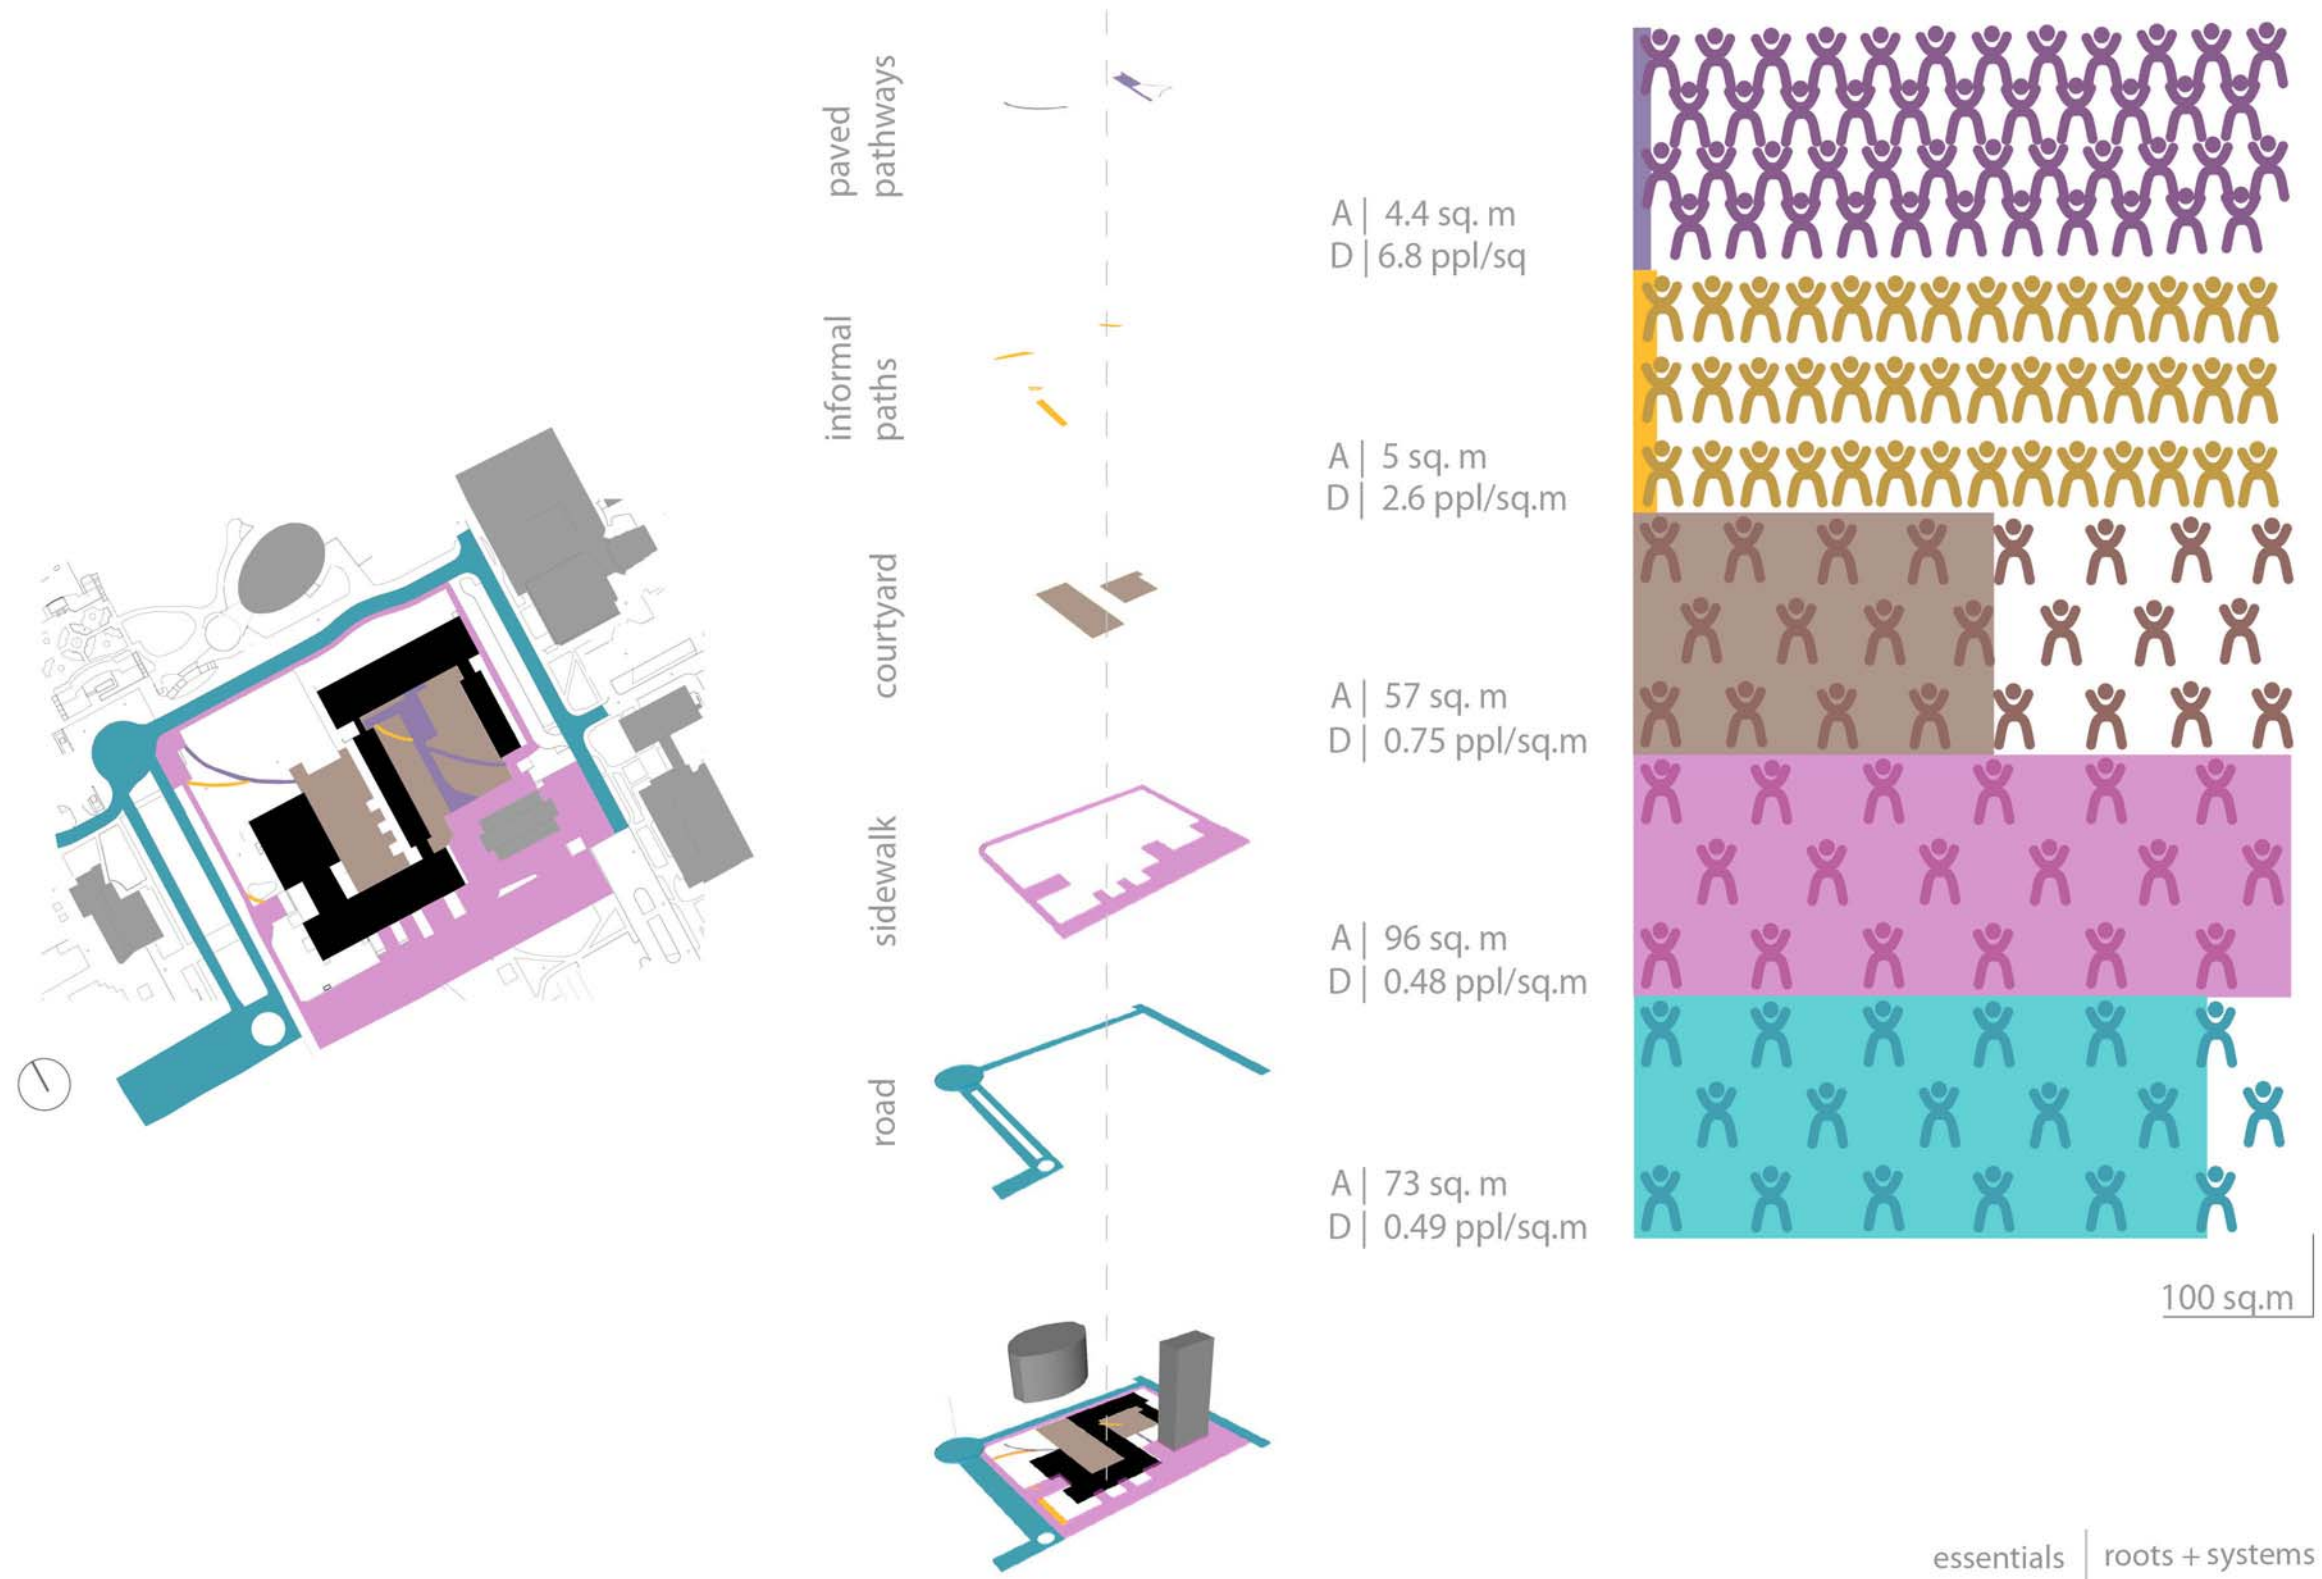 paved
pathways
A | 4.4 sq. m
D | 6.8 ppl/sq
informal
paths
A | 5 sq. m
D | 2.6 ppl/sq.m
courtyard
A | 57 sq. m
D | 0.75 ppl/sq.m
sidewalk
A | 96 sq. m
D | 0.48 ppl/sq.m
road
A | 73 sq. m
D | 0.49 ppl/sq.m
100 sq.m
essentials | roots + systems